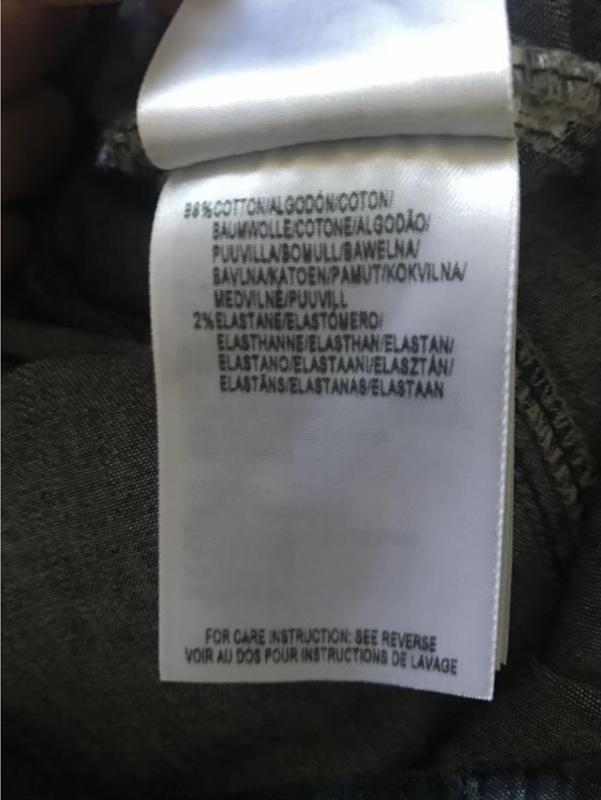 98%COTTON/ALGODÓN/COTON/
BAUMWOLLE/COTONE/ALGODÃO/
PUUVILLA/BOMULL/BAWELNA/
BAVLNA/KATOEN/PAMUT/KOKVILNA/
MEDVILNĖ/PUUVILL
2%ELASTANE/ELASTÓMERO/
ELASTHANNE/ELASTHAN/ELASTAN/
ELASTANO/ELASTAANI/ELASZTÁN/
ELASTĀNS/ELASTANAS/ELASTAAN
FOR CARE INSTRUCTION: SEE REVERSE
VOIR AU DOS POUR INSTRUCTIONS DE LAVAGE